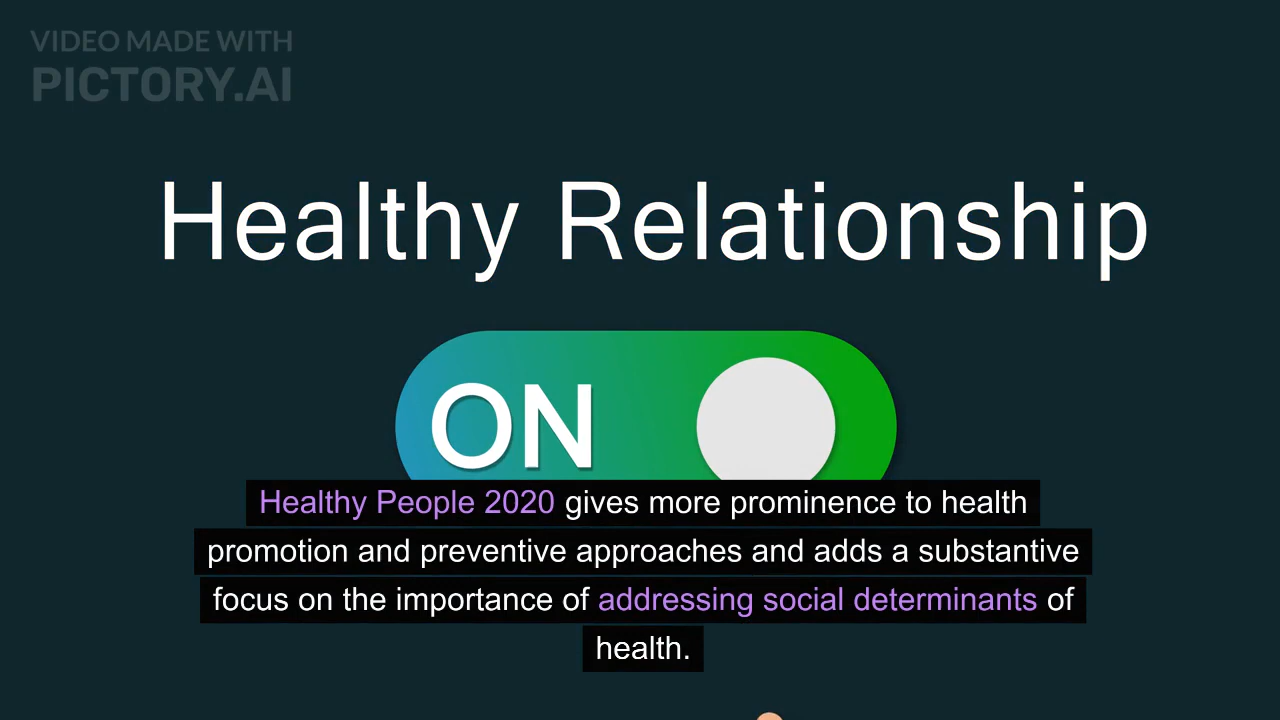 VIDEO MADE WITH
PICTORY.AI
Healthy Relationship
ON
Healthy People 2020 gives more prominence to health
promotion and preventive approaches and adds a substantive
focus on the importance of addressing social determinants of
health.